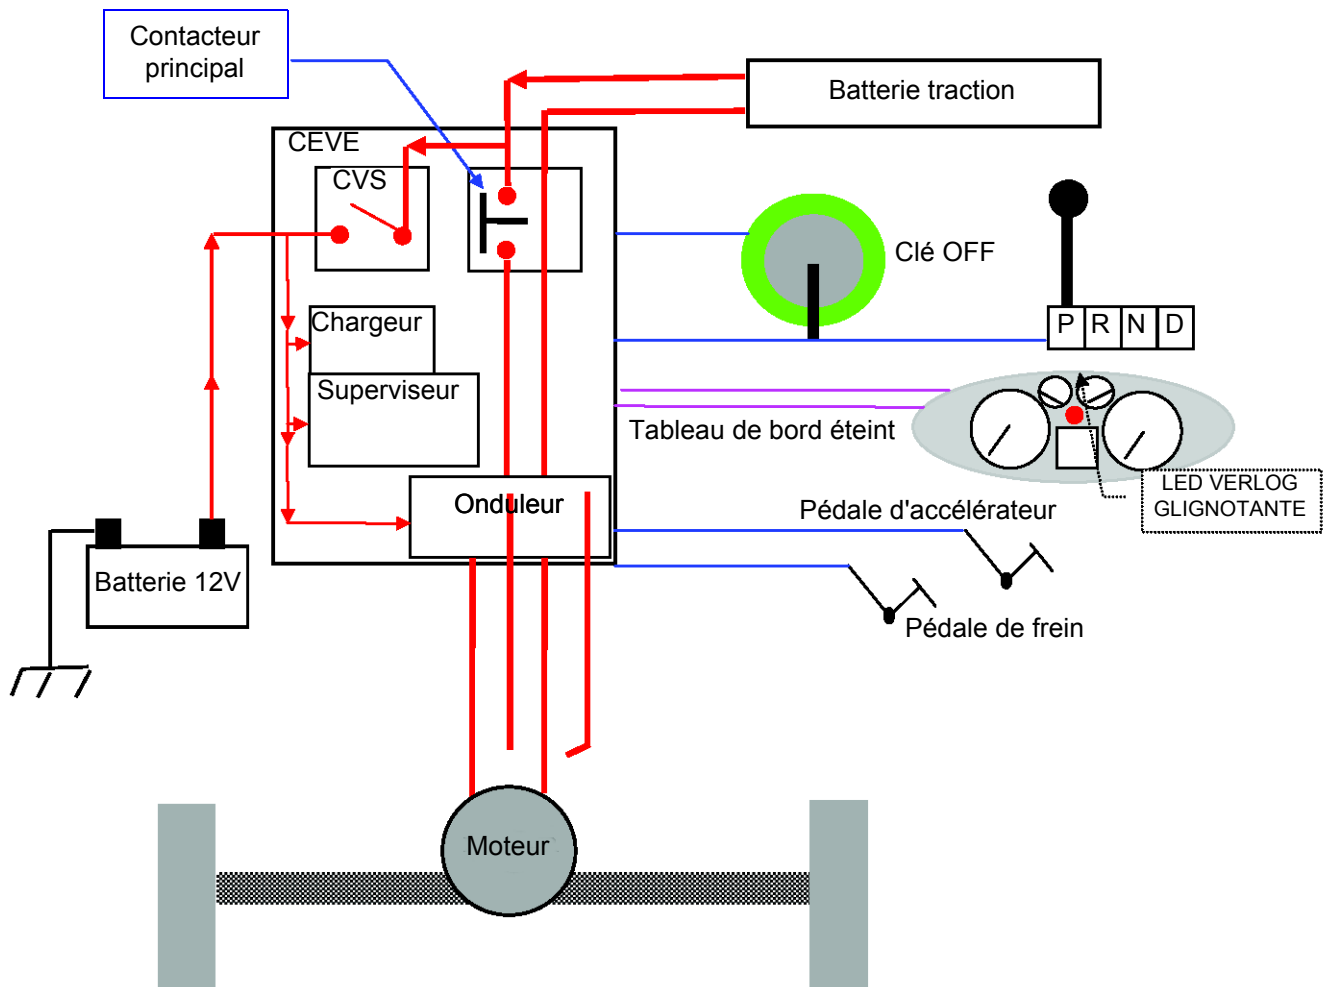 Contacteur
principal
Batterie traction
CEVE
CVS
Clé OFF
P R N D
Chargeur
Superviseur
Tableau de bord éteint
LED VERLOG
GLIGNOTANTE
Onduleur
Pédale d'accélérateur
Batterie 12V
Pédale de frein
Moteur